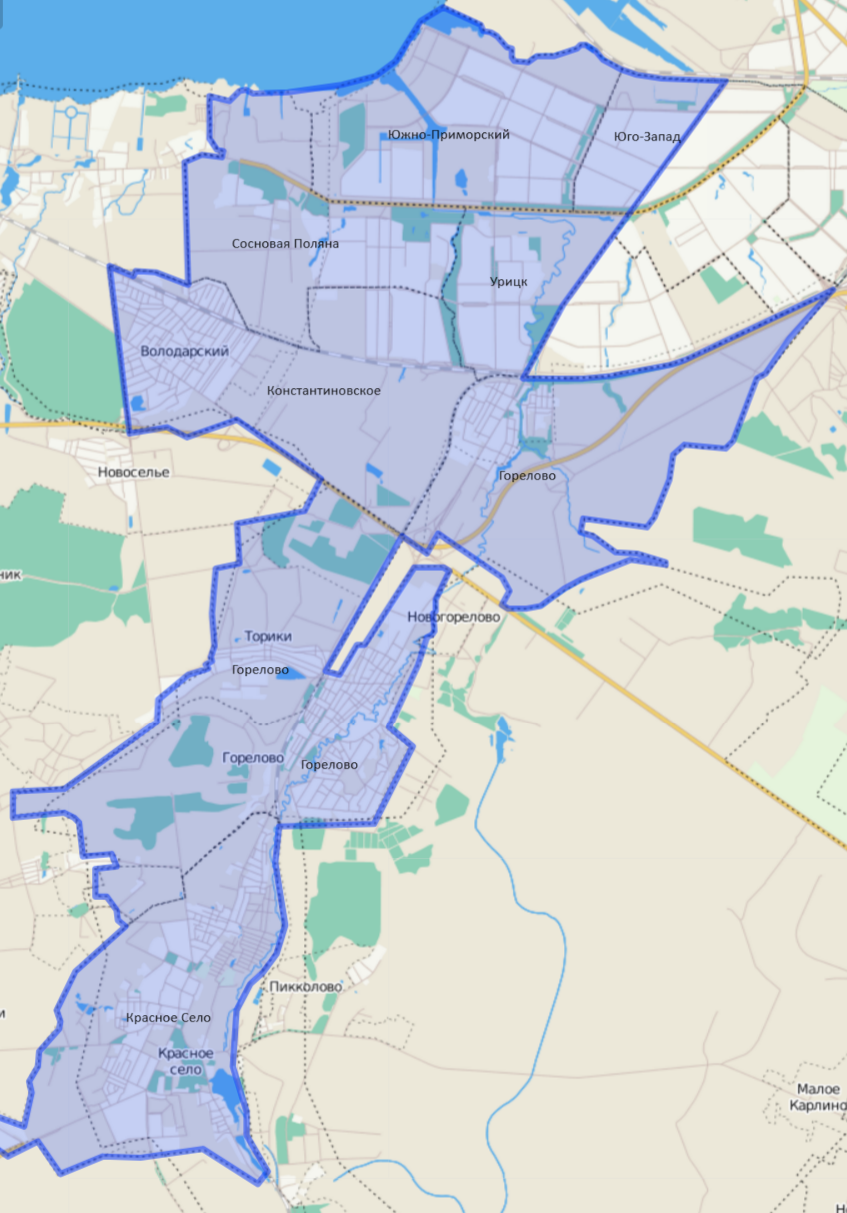 Южно-Приморский
Юго-Запад
Сосновая Поляна
Урицк
Володарский
Константиновское
Новоселье
Горелово
ник
Новогорелово
Торики
Горелово
Горелово
Горелово
Пикколово
и
Красное Село
Красное
село
Малое
Карлино
Н